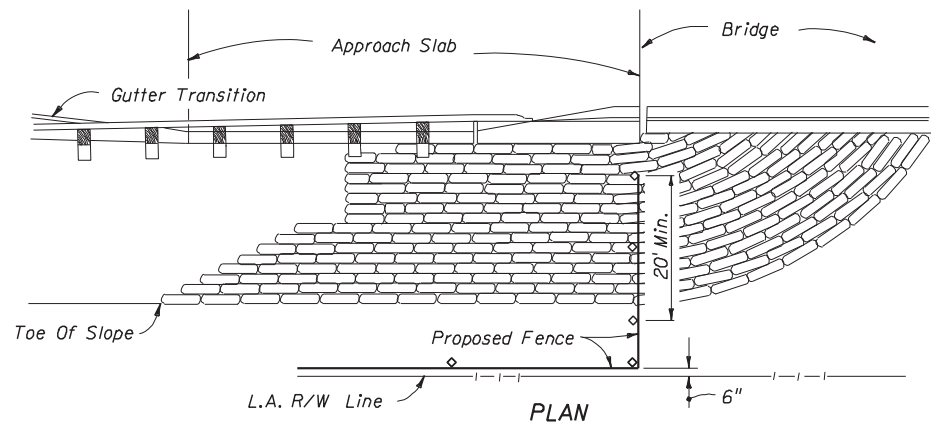 Bridge
Approach Slab
Gutter Transition
20' Min.
Toe Of Slope
Proposed Fence
L.A. R/W Line
6"
PLAN